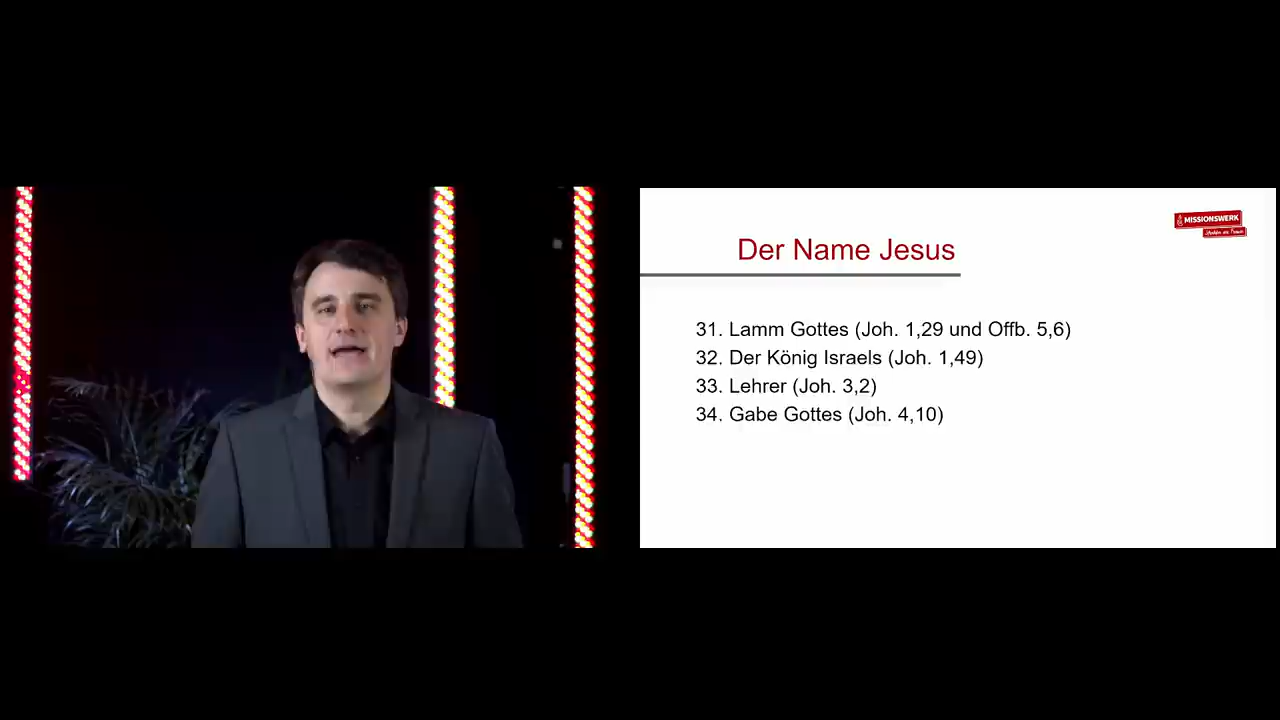 Der Name Jesus
MISSIONSWERK
31. Lamm Gottes (Joh. 1,29 und Offb. 5,6)
32. Der König Israels (Joh. 1,49)
33. Lehrer (Joh. 3,2)
34. Gabe Gottes (Joh. 4,10)